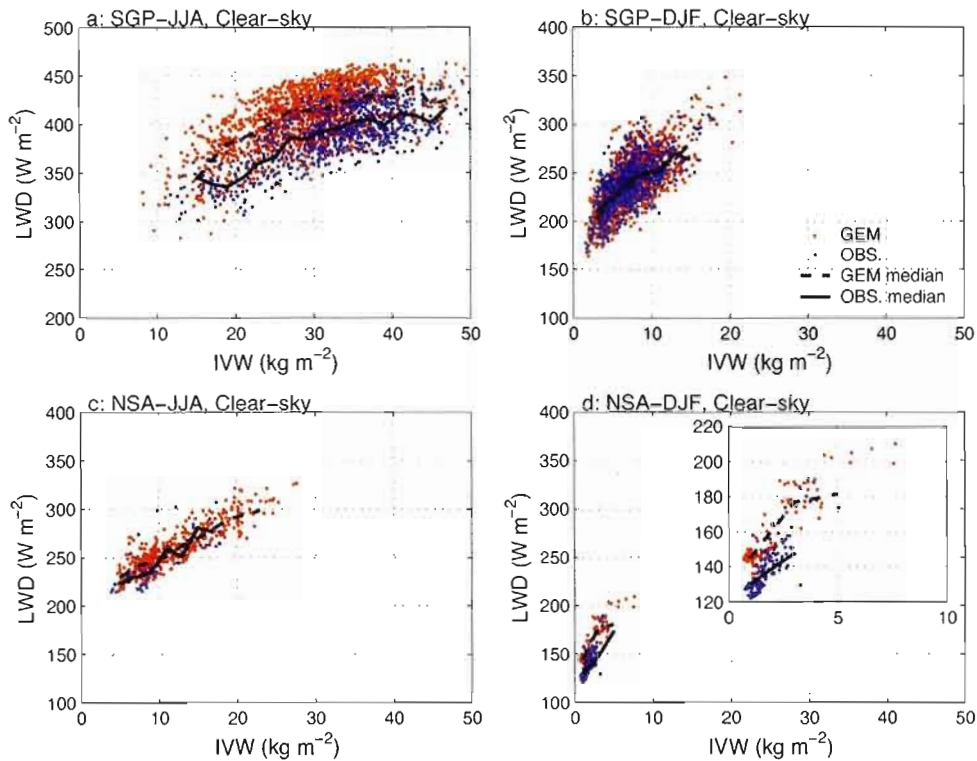 a: SGP–JJA, Clear–sky
500
450
400
350
300
250
200
LWD (W m−2)
0 10 20 30 40 50
IVW (kg m−2)
b: SGP–DJF, Clear–sky
400
350
300
250
200
150
100
LWD (W m−2)
GEM
OBS.
GEM median
OBS. median
0 10 20 30 40 50
IVW (kg m−2)
c: NSA–JJA, Clear–sky
400
350
300
250
200
150
100
LWD (W m−2)
0 10 20 30 40 50
IVW (kg m−2)
d: NSA–DJF, Clear–sky
400
350
300
250
200
150
100
LWD (W m−2)
220
200
180
160
140
120
0 5 10
0 10 20 30 40 50
IVW (kg m−2)